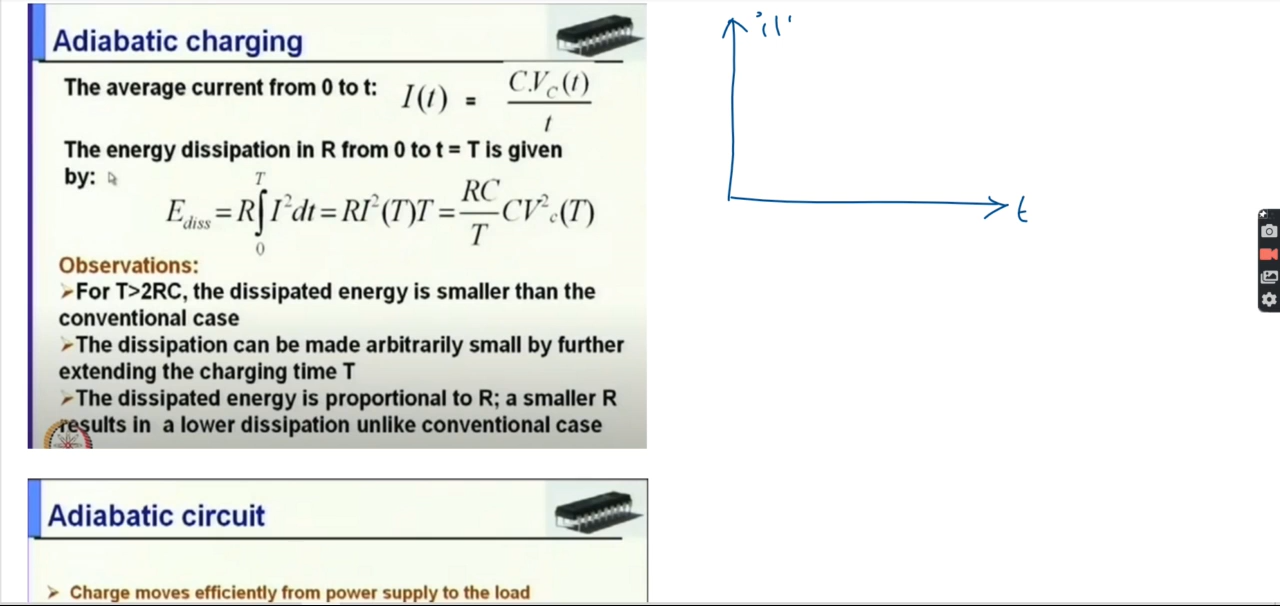 Adiabatic charging
The average current from 0 to t: I(t) = C.V_C(t) / t
The energy dissipation in R from 0 to t = T is given
by:
E_diss = R∫₀ᵀ I²dt = RI²(T)T = RC/T CV²_c(T)
Observations:
➢For T>2RC, the dissipated energy is smaller than the
conventional case
➢The dissipation can be made arbitrarily small by further
extending the charging time T
➢The dissipated energy is proportional to R; a smaller R
results in a lower dissipation unlike conventional case
t
Adiabatic circuit
➢ Charge moves efficiently from power supply to the load